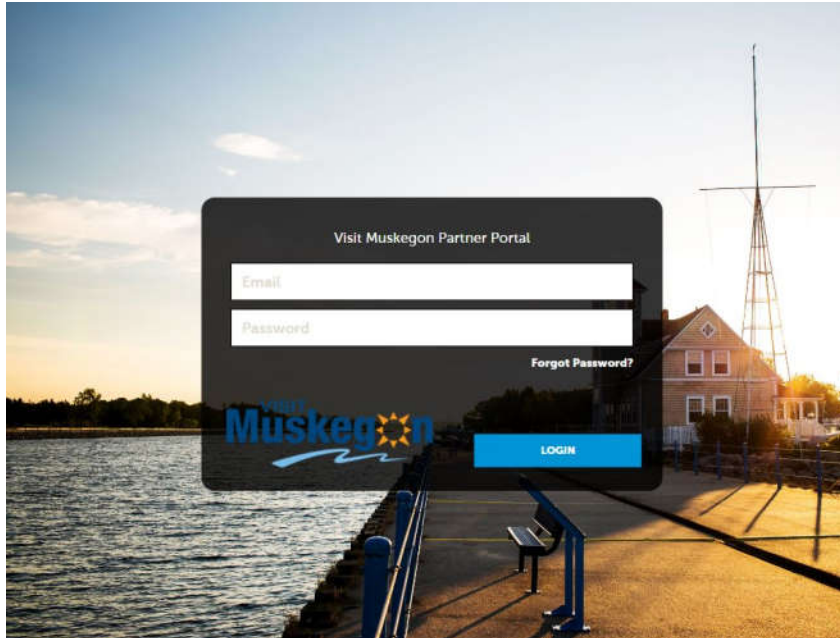 Visit Muskegon Partner Portal
Email
Password
Forgot Password?
VISIT
Muskegon
LOGIN